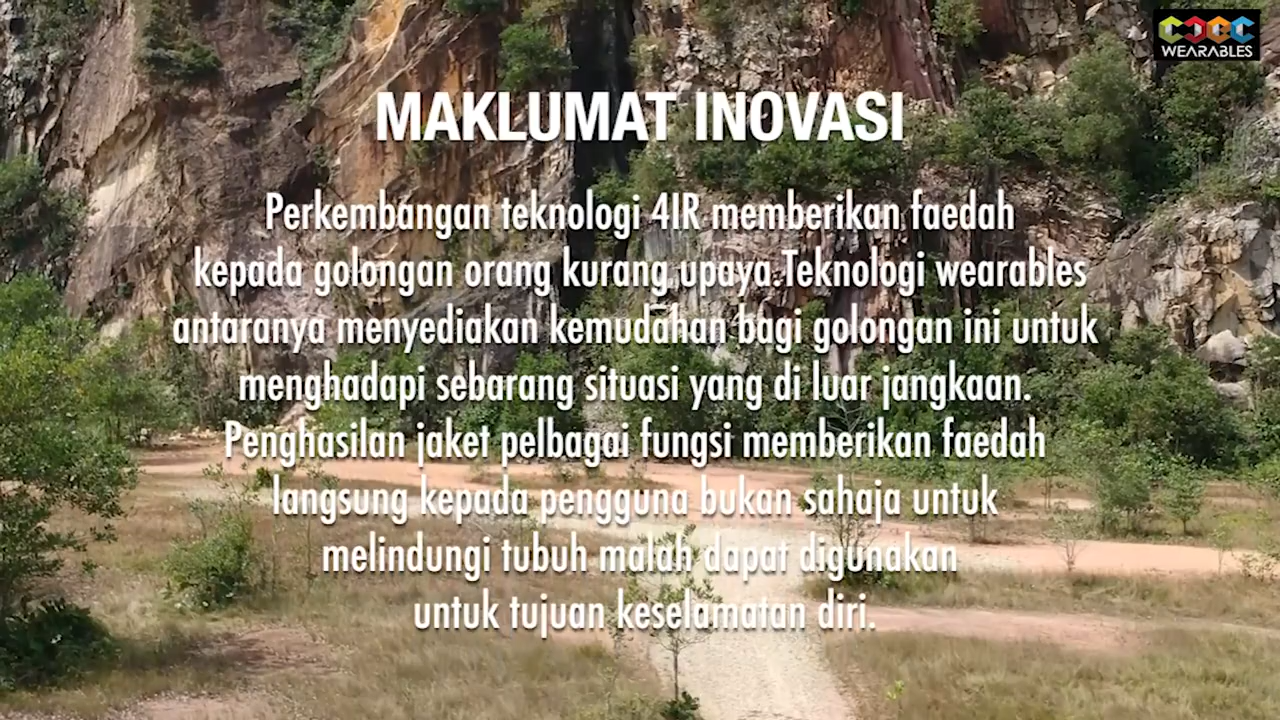 WEARABLES
MAKLUMAT INOVASI
Perkembangan teknologi 4IR memberikan faedah
kepada golongan orang kurang upaya.Teknologi wearables
antaranya menyediakan kemudahan bagi golongan ini untuk
menghadapi sebarang situasi yang di luar jangkaan.
Penghasilan jaket pelbagai fungsi memberikan faedah
langsung kepada pengguna bukan sahaja untuk
melindungi tubuh malah dapat digunakan
untuk tujuan keselamatan diri.